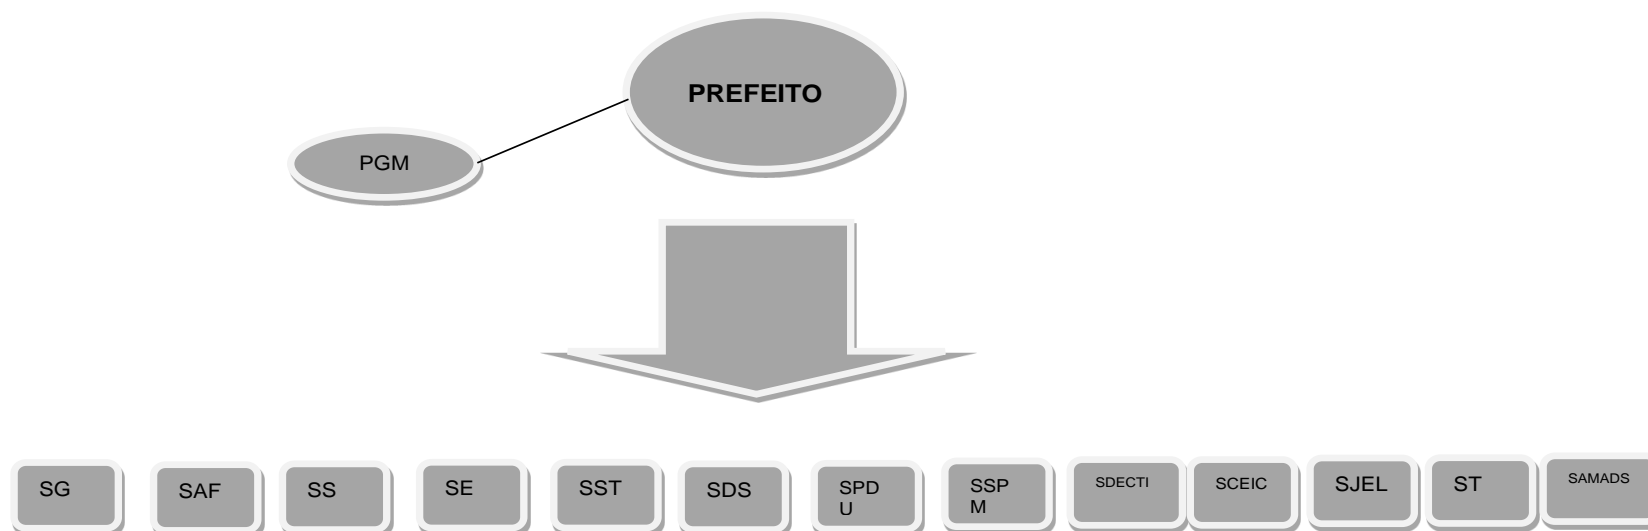 PREFEITO
PGM
SG
SAF
SS
SE
SST
SDS
SPD
U
SSP
M
SDECTI
SCEIC
SJEL
ST
SAMADS